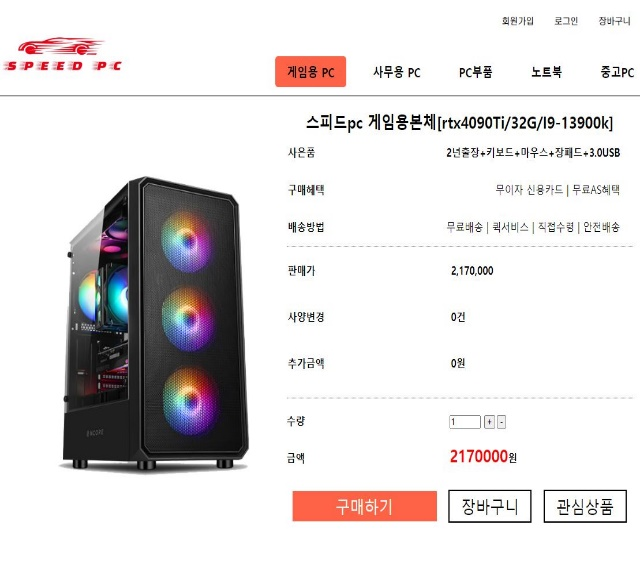 회원가입 로그인 장바구니
SPEED PC
게임용 PC 사무용 PC PC부품 노트북 중고PC
스피드pc 게임용본체[rtx4090Ti/32G/I9-13900k]
사은품 2년출장+키보드+마우스+장패드+3.0USB
구매혜택 무이자 신용카드 | 무료AS혜택
배송방법 무료배송 | 퀵서비스 | 직접수령 | 안전배송
판매가 2,170,000
사양변경 0건
추가금액 0원
수량 1 + -
금액 2170000원
구매하기 장바구니 관심상품